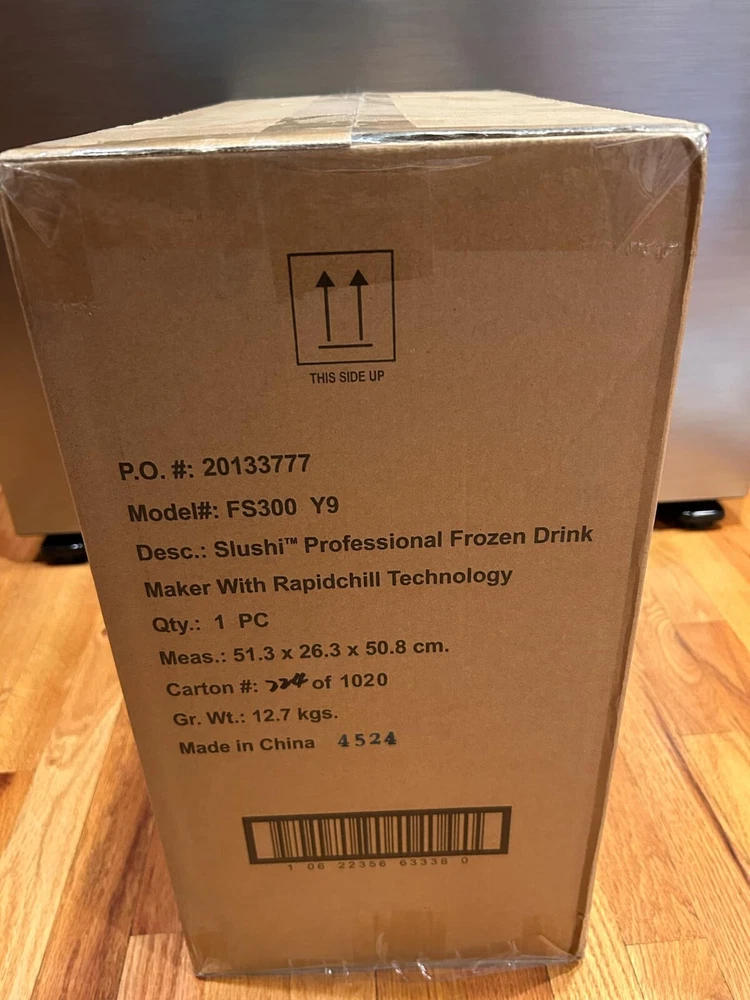 THIS SIDE UP
P.O. #: 20133777
Model#: FS300 Y9
Desc.: Slushi™ Professional Frozen Drink
Maker With Rapidchill Technology
Qty.: 1 PC
Meas.: 51.3 x 26.3 x 50.8 cm.
Carton #: 224 of 1020
Gr. Wt.: 12.7 kgs.
Made in China 4524
1 06 22356 63338 0